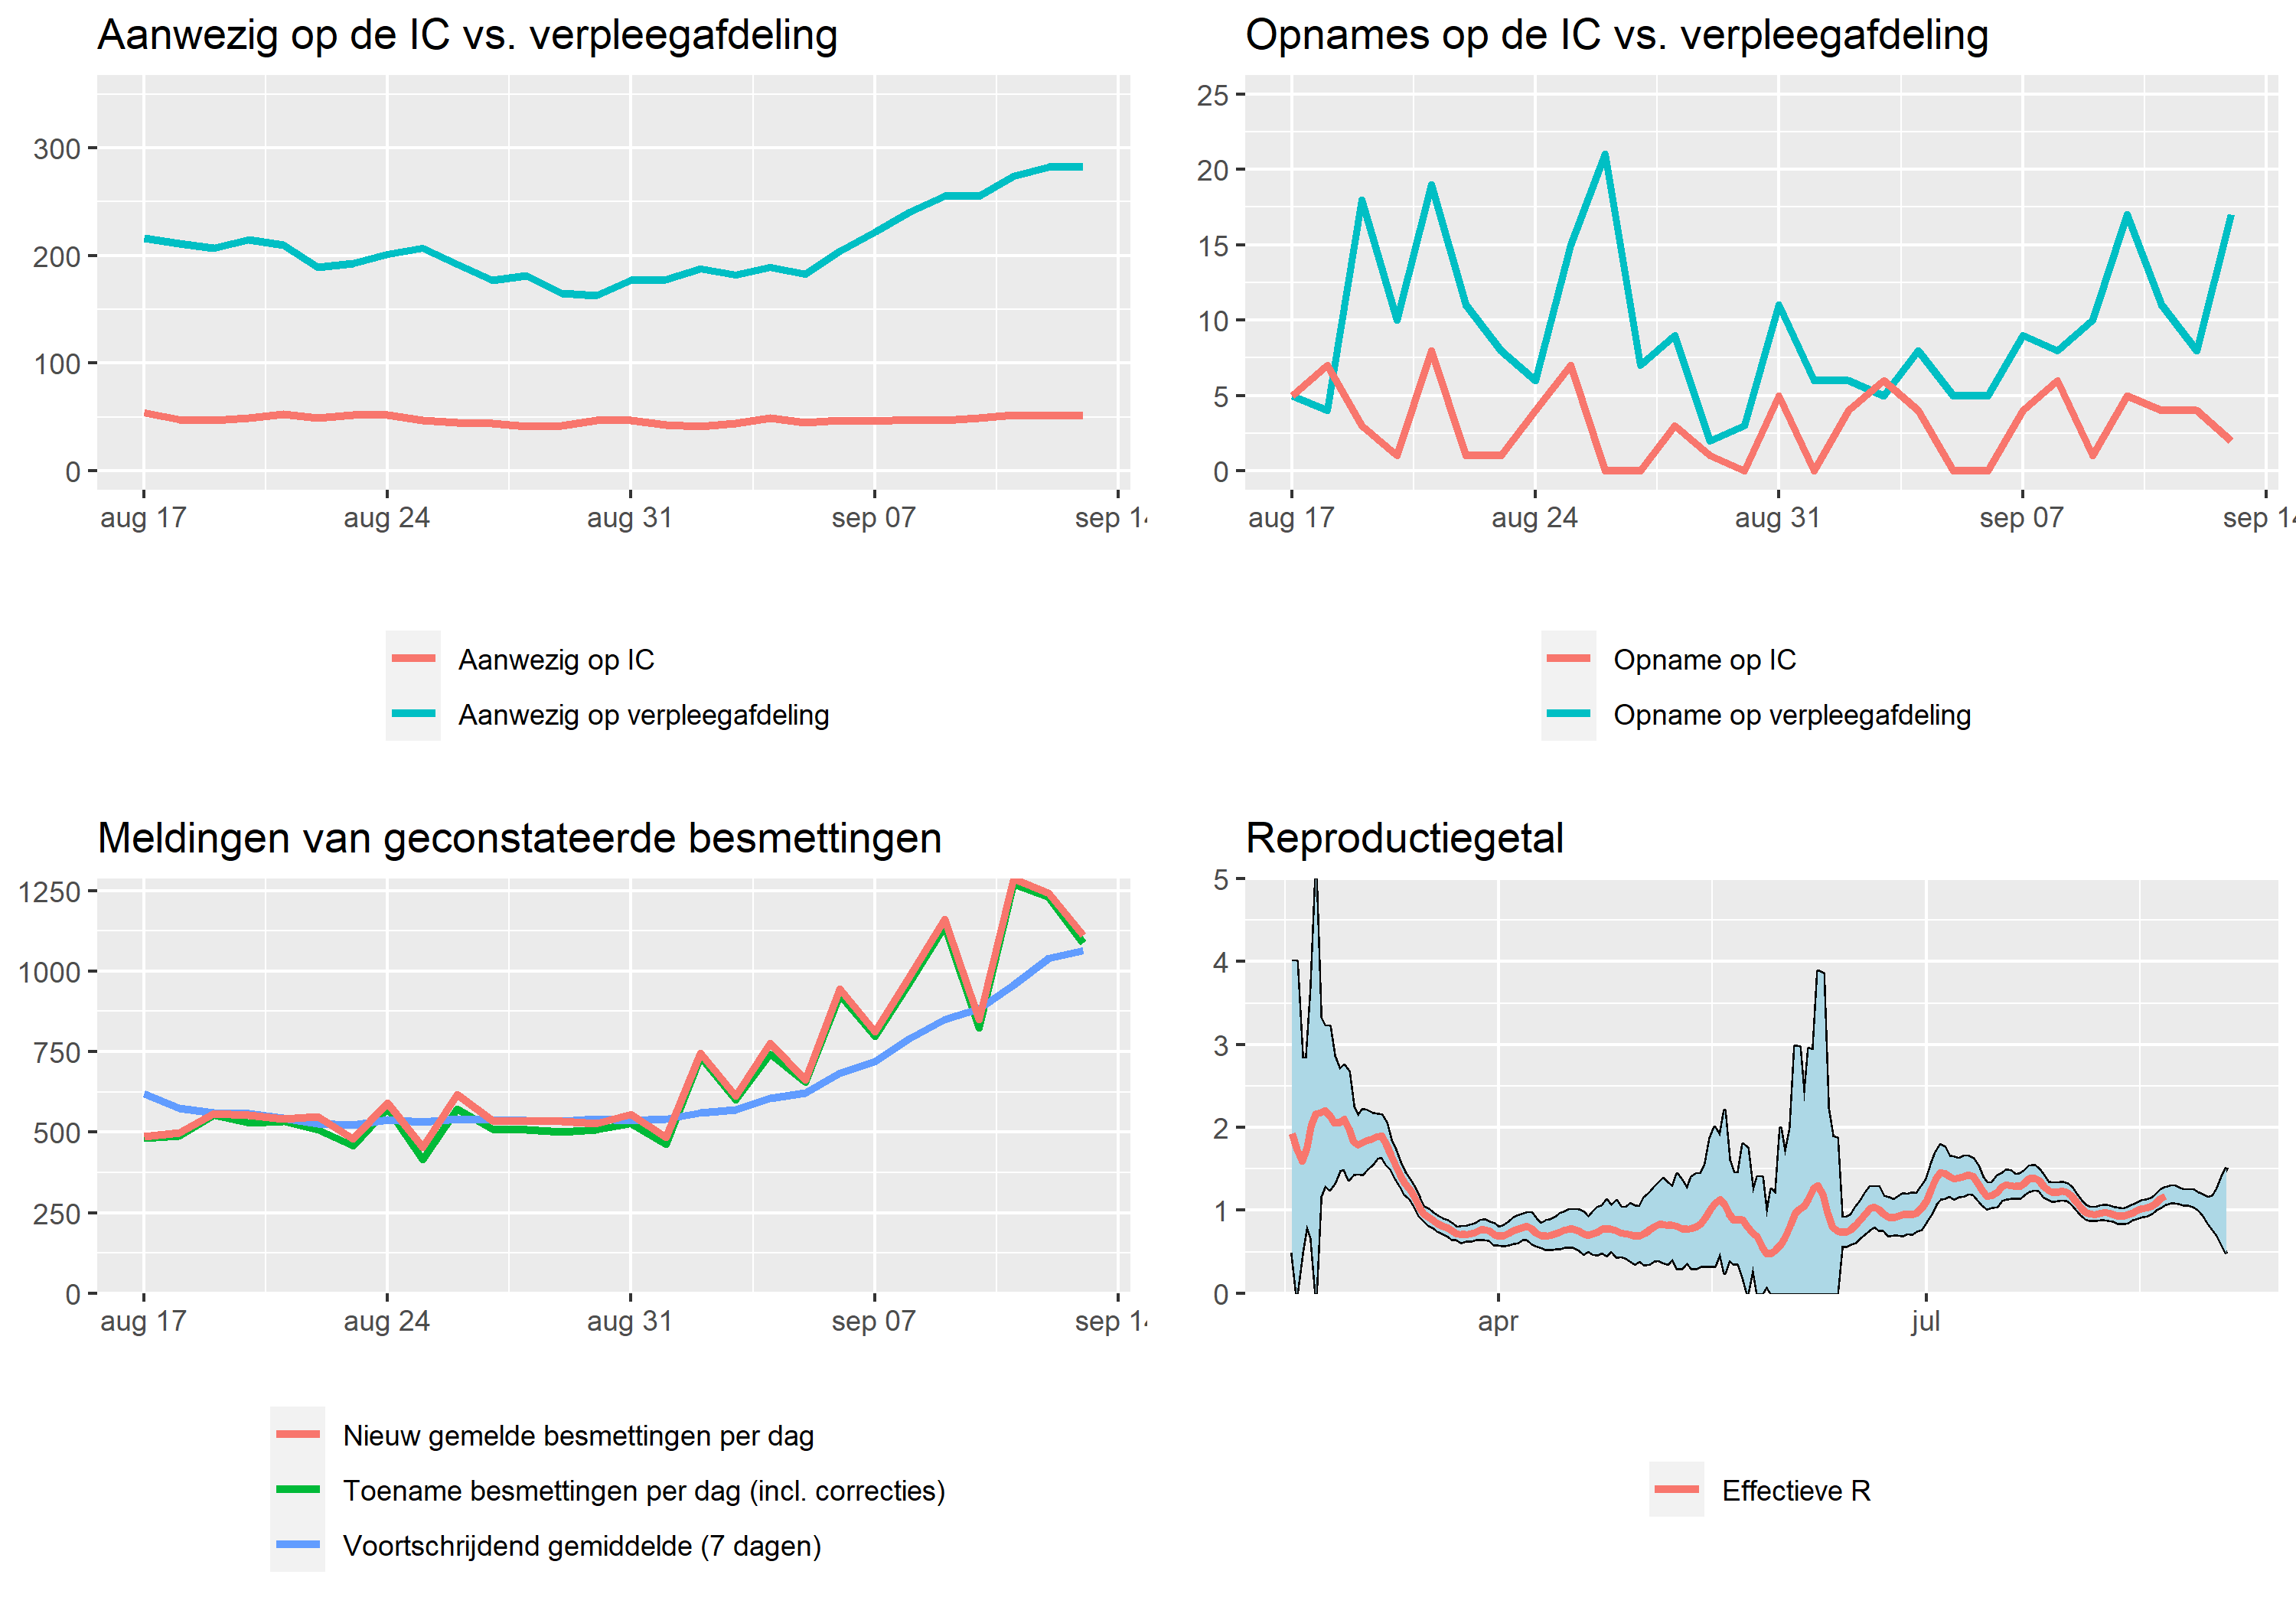 Aanwezig op de IC vs. verpleegafdeling
300
200
100
0
aug 17 aug 24 aug 31 sep 07 sep 14
Aanwezig op IC
Aanwezig op verpleegafdeling
Opnames op de IC vs. verpleegafdeling
25
20
15
10
5
0
aug 17 aug 24 aug 31 sep 07 sep 14
Opname op IC
Opname op verpleegafdeling
Meldingen van geconstateerde besmettingen
1250
1000
750
500
250
0
aug 17 aug 24 aug 31 sep 07 sep 14
Nieuw gemelde besmettingen per dag
Toename besmettingen per dag (incl. correcties)
Voortschrijdend gemiddelde (7 dagen)
Reproductiegetal
5
4
3
2
1
0
apr jul
Effectieve R